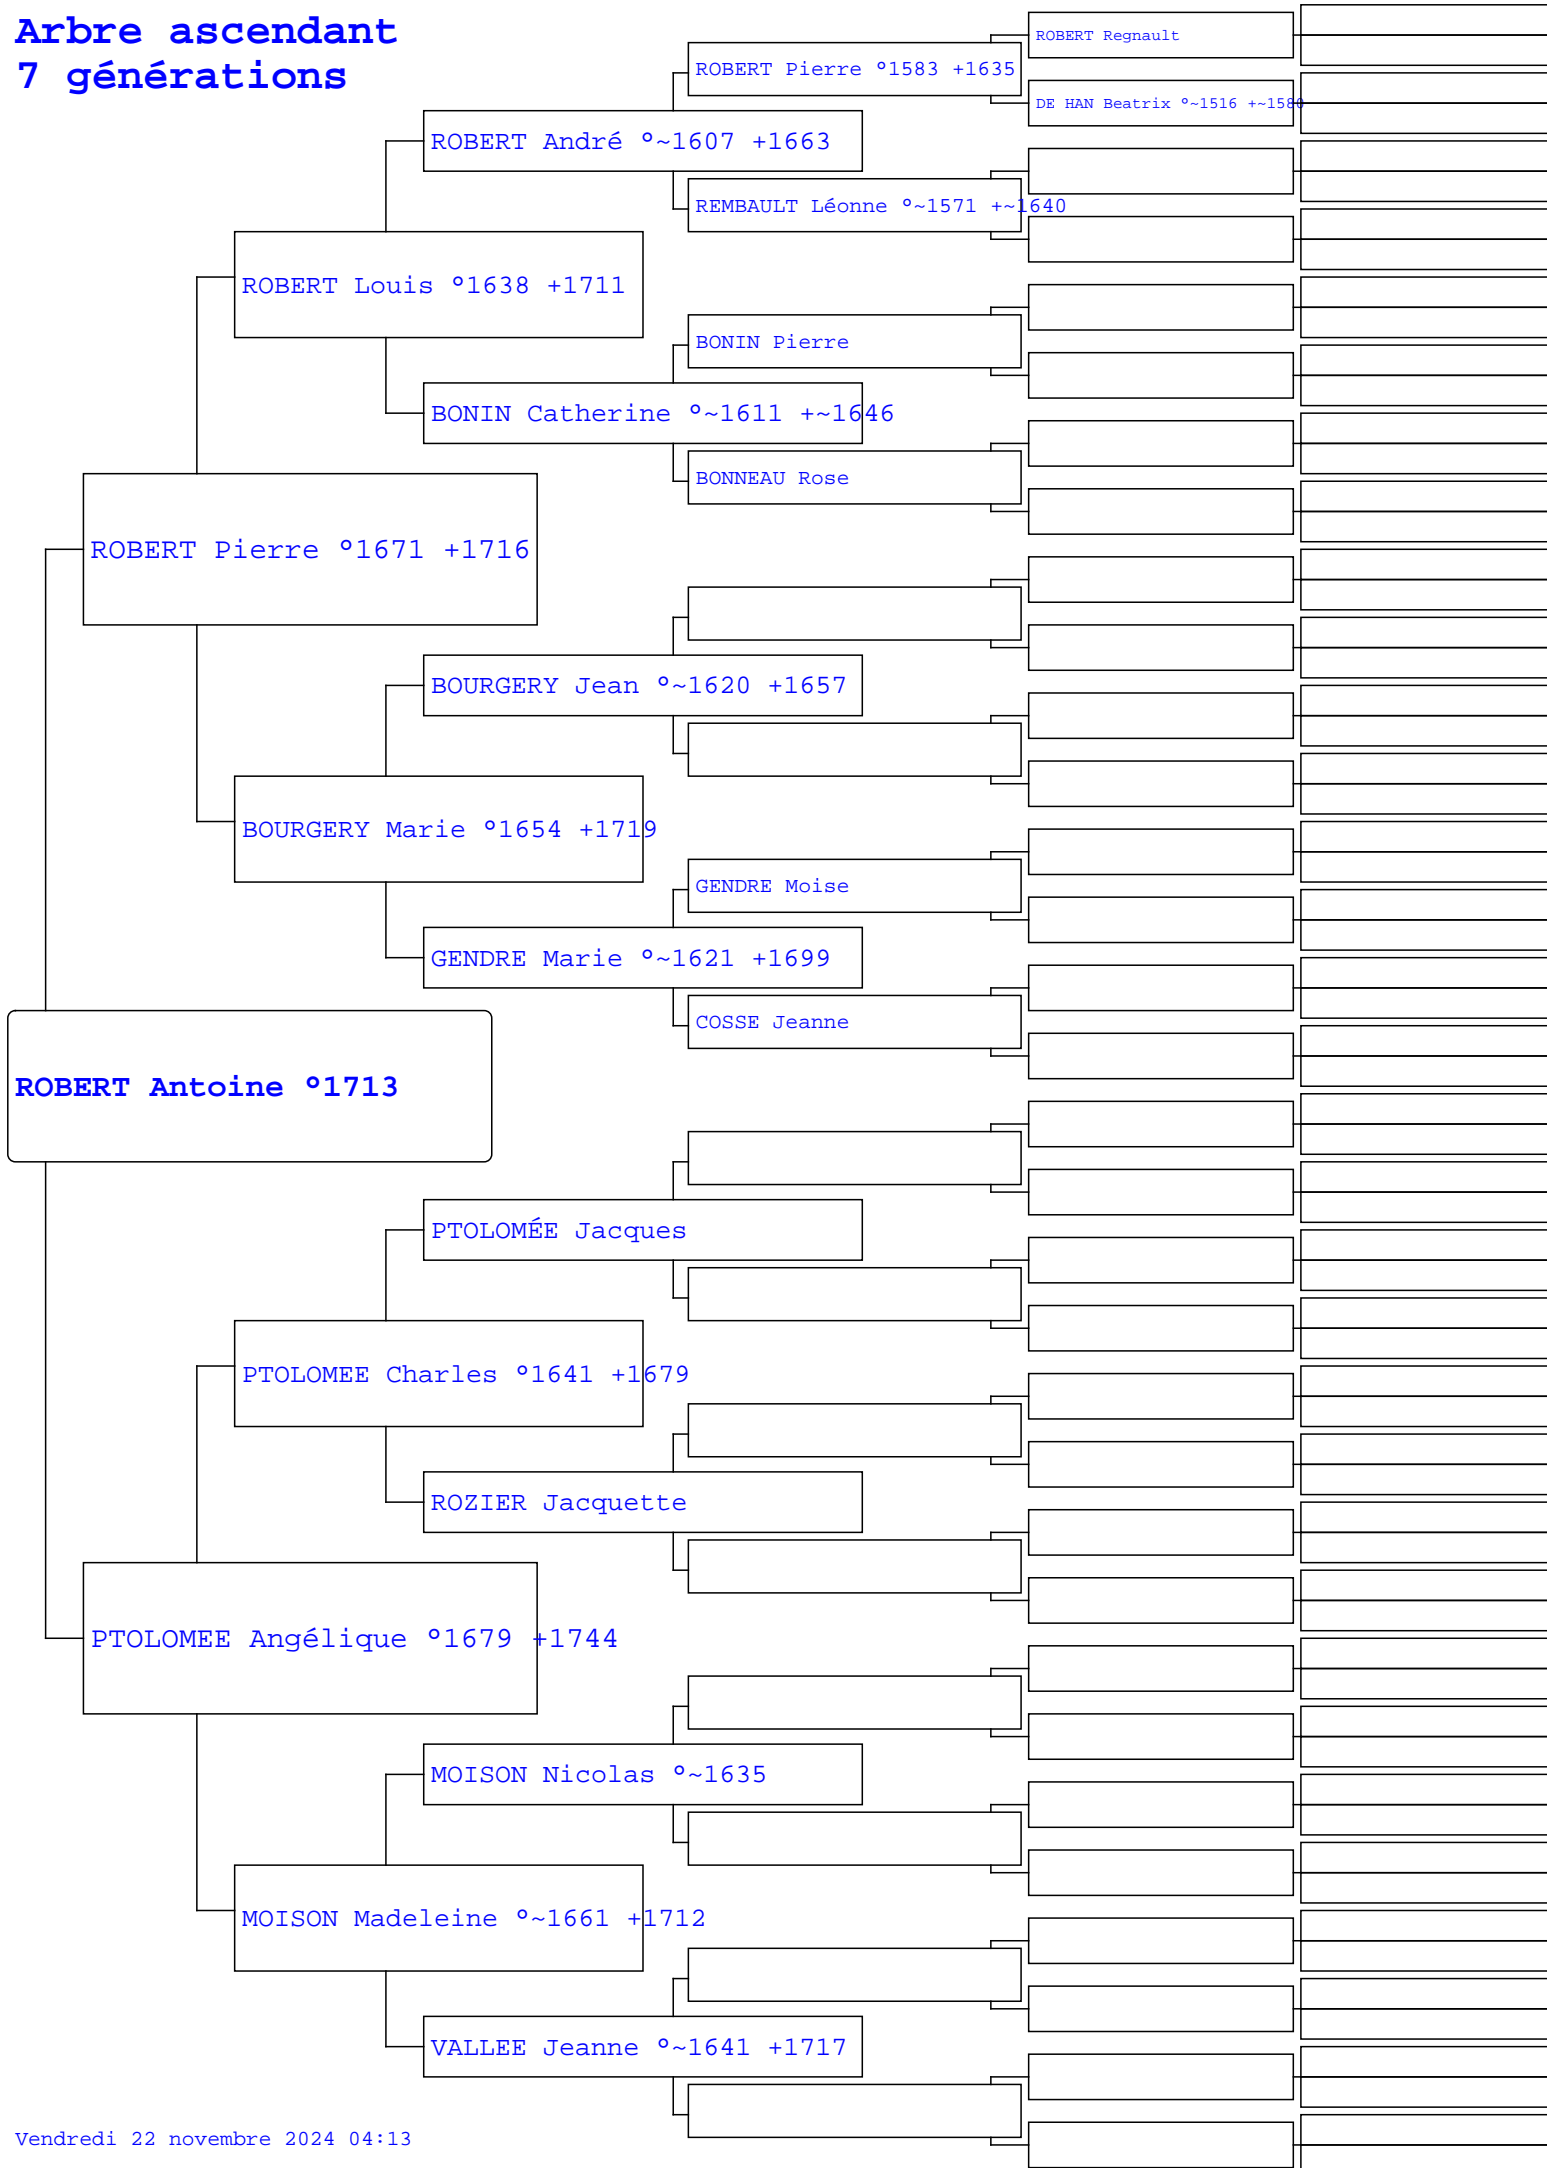 Arbre ascendant
7 générations
ROBERT Regnault
ROBERT Pierre °1583 +1635
DE HAN Beatrix °~1516 +~1580
ROBERT André °~1607 +1663
REMBAULT Léonne °~1571 +~1640
ROBERT Louis °1638 +1711
BONIN Pierre
BONIN Catherine °~1611 +~1646
BONNEAU Rose
ROBERT Pierre °1671 +1716
BOURGERY Jean °~1620 +1657
BOURGERY Marie °1654 +1719
GENDRE Moise
GENDRE Marie °~1621 +1699
COSSE Jeanne
ROBERT Antoine °1713
PTOLOMÉE Jacques
PTOLOMEE Charles °1641 +1679
ROZIER Jacquette
PTOLOMEE Angélique °1679 +1744
MOISON Nicolas °~1635
MOISON Madeleine °~1661 +1712
VALLEE Jeanne °~1641 +1717
Vendredi 22 novembre 2024 04:13